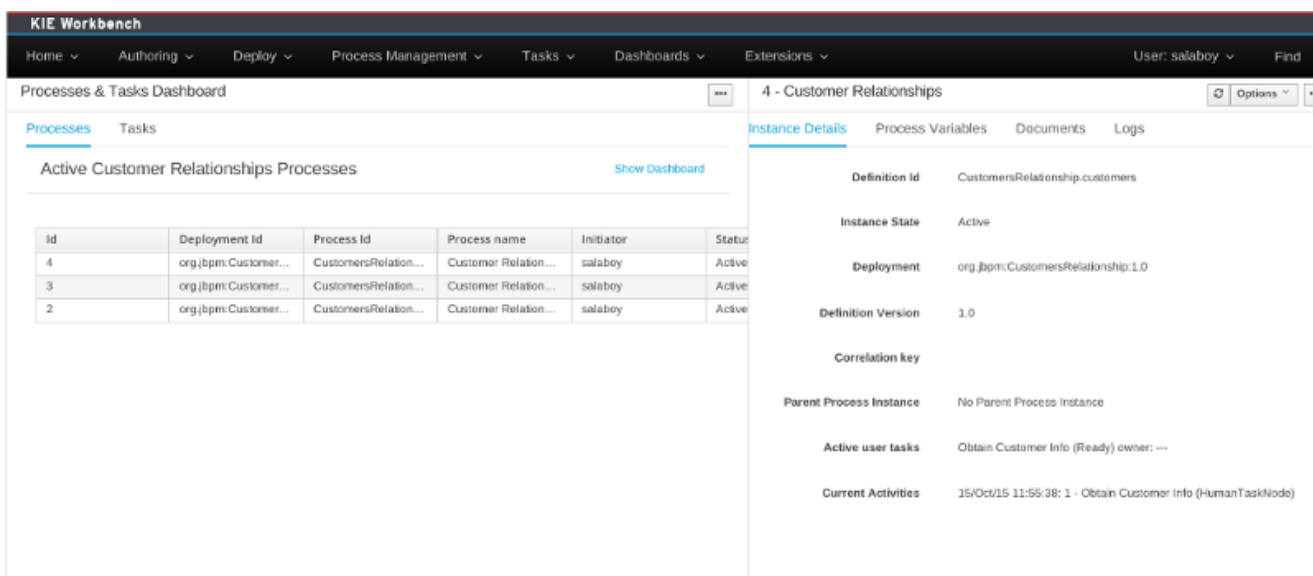 KIE Workbench
Home Authoring Deploy Process Management Tasks Dashboards Extensions User: salaboy Find
Processes & Tasks Dashboard
Processes Tasks
Active Customer Relationships Processes Show Dashboard
Id Deployment Id Process Id Process name Initiator Status
4 org.jbpm:Customer... CustomersRelation... Customer Relation... salaboy Active
3 org.jbpm:Customer... CustomersRelation... Customer Relation... salaboy Active
2 org.jbpm:Customer... CustomersRelation... Customer Relation... salaboy Active
4 - Customer Relationships Options
Instance Details Process Variables Documents Logs
Definition Id CustomersRelationship.customers
Instance State Active
Deployment org.jbpm:CustomersRelationship:1.0
Definition Version 1.0
Correlation key
Parent Process Instance No Parent Process Instance
Active user tasks Obtain Customer Info (Ready) owner: ---
Current Activities 15/Oct/15 11:55:38: 1 - Obtain Customer Info (HumanTaskNode)